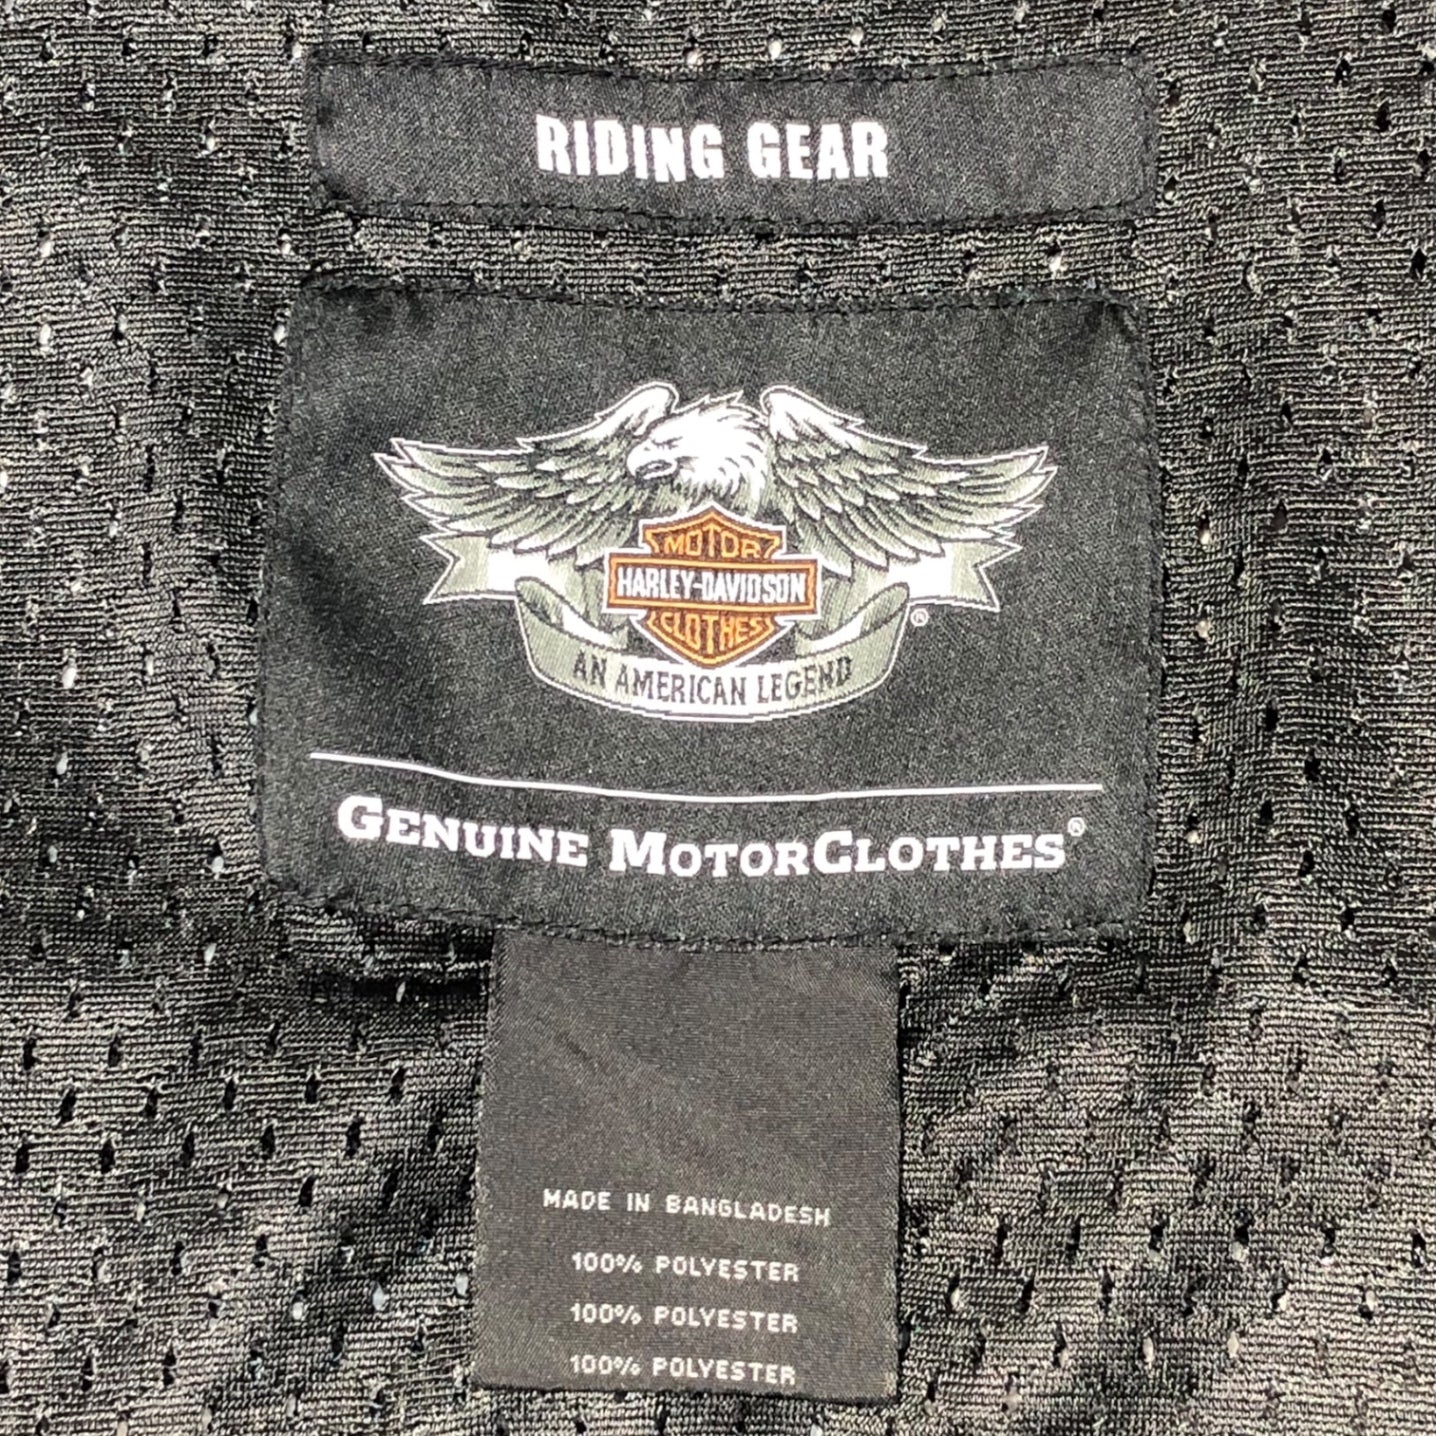 RIDING GEAR
MOTOR
HARLEY-DAVIDSON
CLOTHES
®
AN AMERICAN LEGEND
GENUINE MOTORCLOTHES®
MADE IN BANGLADESH
100% POLYESTER
100% POLYESTER
100% POLYESTER